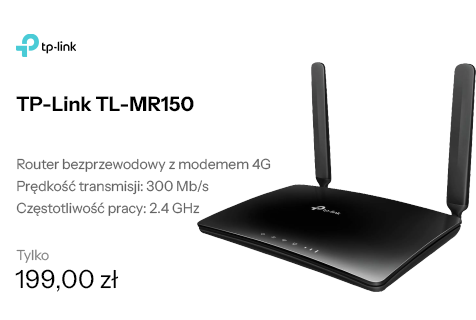 tp-link
TP-Link TL-MR150
Router bezprzewodowy z modemem 4G
Prędkość transmisji: 300 Mb/s
Częstotliwość pracy: 2.4 GHz
tp-link
Tylko
199,00 zł